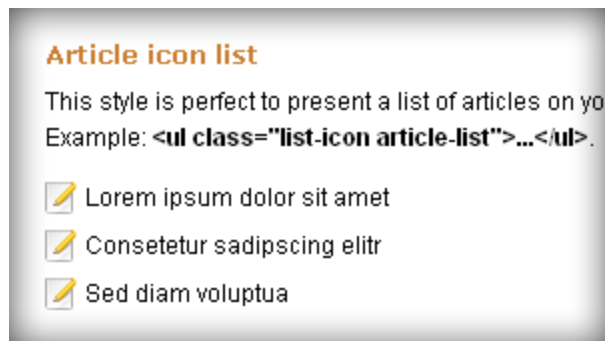 Article icon list
This style is perfect to present a list of articles on yo
Example: <ul class="list-icon article-list">...</ul>.
Lorem ipsum dolor sit amet
Consetetur sadipscing elitr
Sed diam voluptua